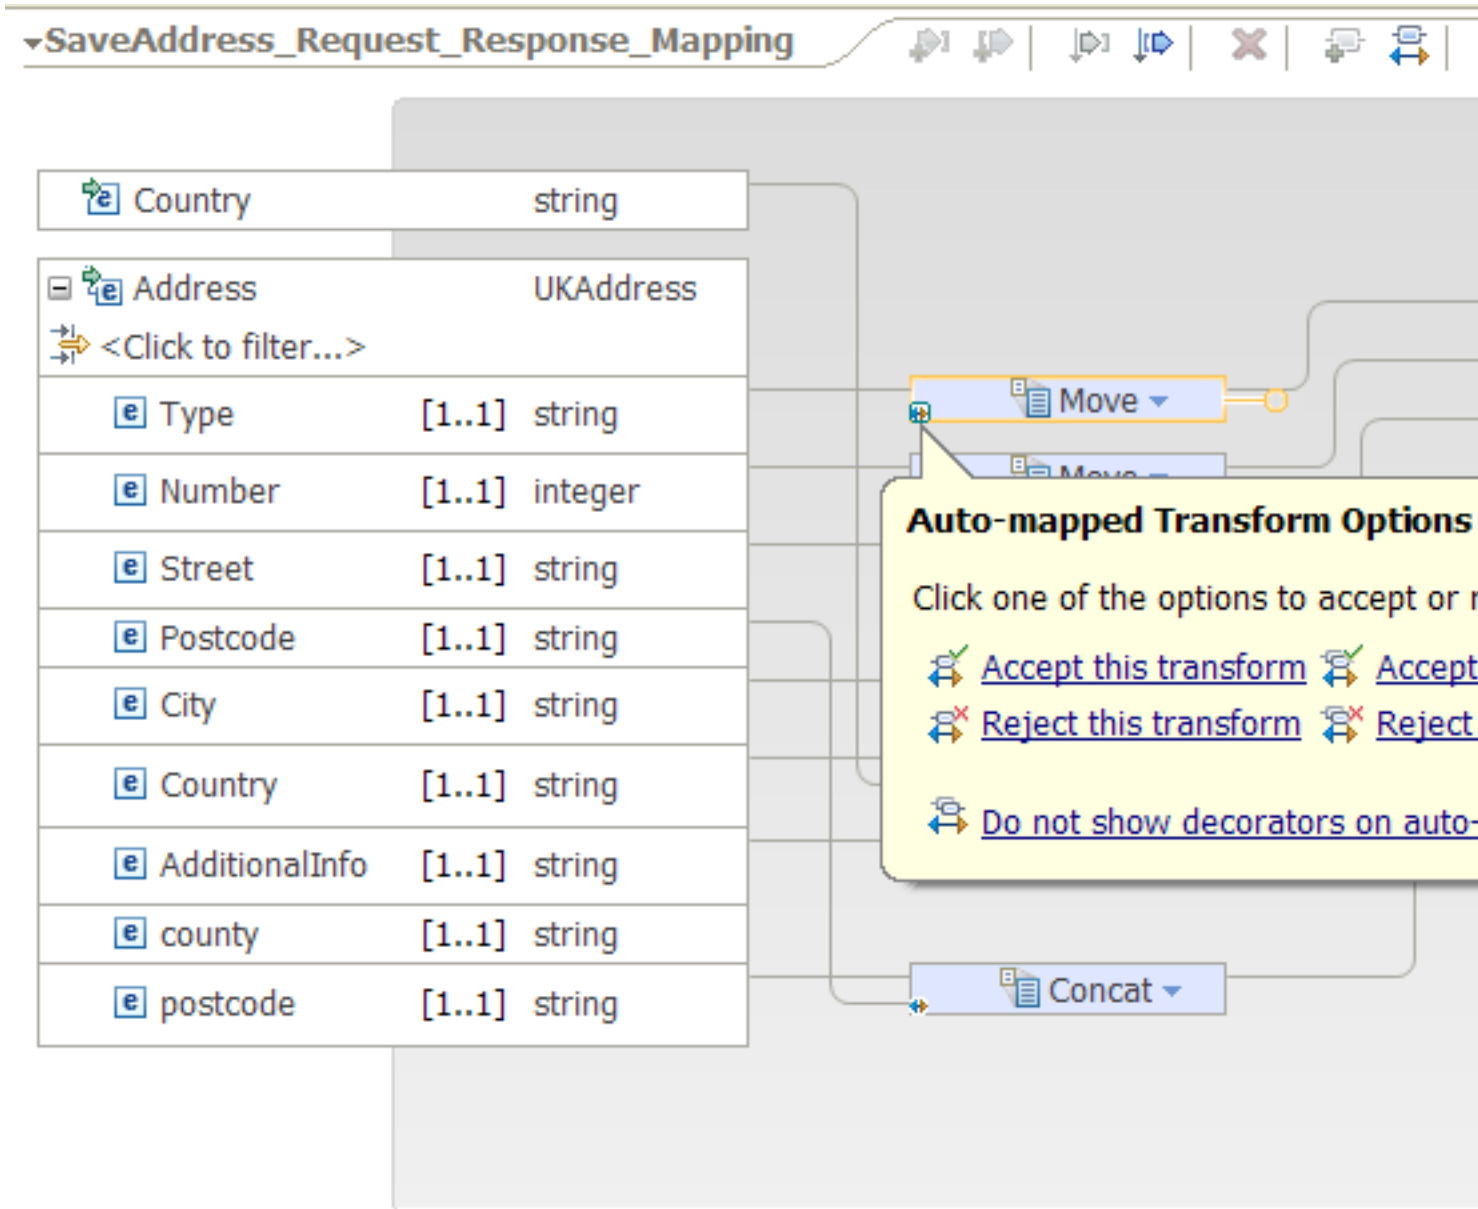 SaveAddress_Request_Response_Mapping
Country string
Address UKAddress
<Click to filter...>
Type [1..1] string
Number [1..1] integer
Street [1..1] string
Postcode [1..1] string
City [1..1] string
Country [1..1] string
AdditionalInfo [1..1] string
county [1..1] string
postcode [1..1] string
Move
Move
Auto-mapped Transform Options
Click one of the options to accept or
Accept this transform Accept
Reject this transform Reject
Do not show decorators on auto-
Concat